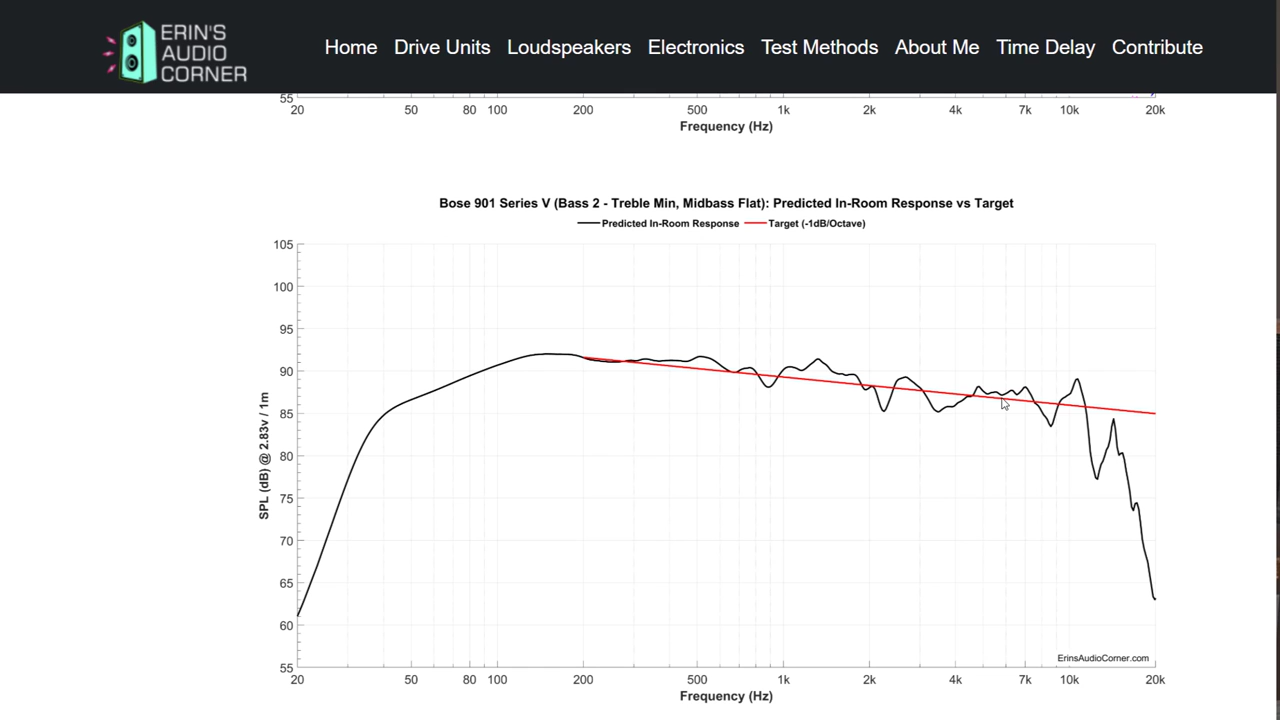 ERIN'S
AUDIO
CORNER
Home Drive Units Loudspeakers Electronics Test Methods About Me Time Delay Contribute
55
20 50 80 100 200 500 1k 2k 4k 7k 10k 20k
Frequency (Hz)
Bose 901 Series V (Bass 2 - Treble Min, Midbass Flat): Predicted In-Room Response vs Target
Predicted In-Room Response Target (-1dB/Octave)
105
100
95
90
85
80
75
70
65
60
55
SPL (dB) @ 2.83v / 1m
ErinsAudioCorner.com
20 50 80 100 200 500 1k 2k 4k 7k 10k 20k
Frequency (Hz)